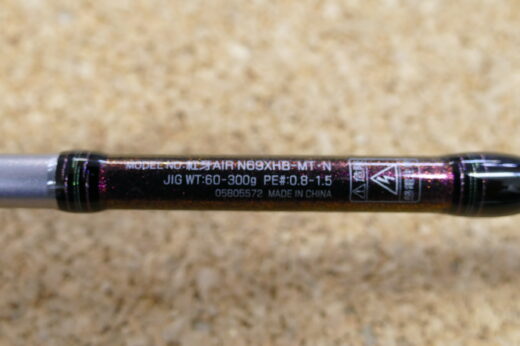 MODEL NO.:紅牙AIR N69XHB-MT・N
JIG WT:60-300g PE#:0.8-1.5
05805572 MADE IN CHINA